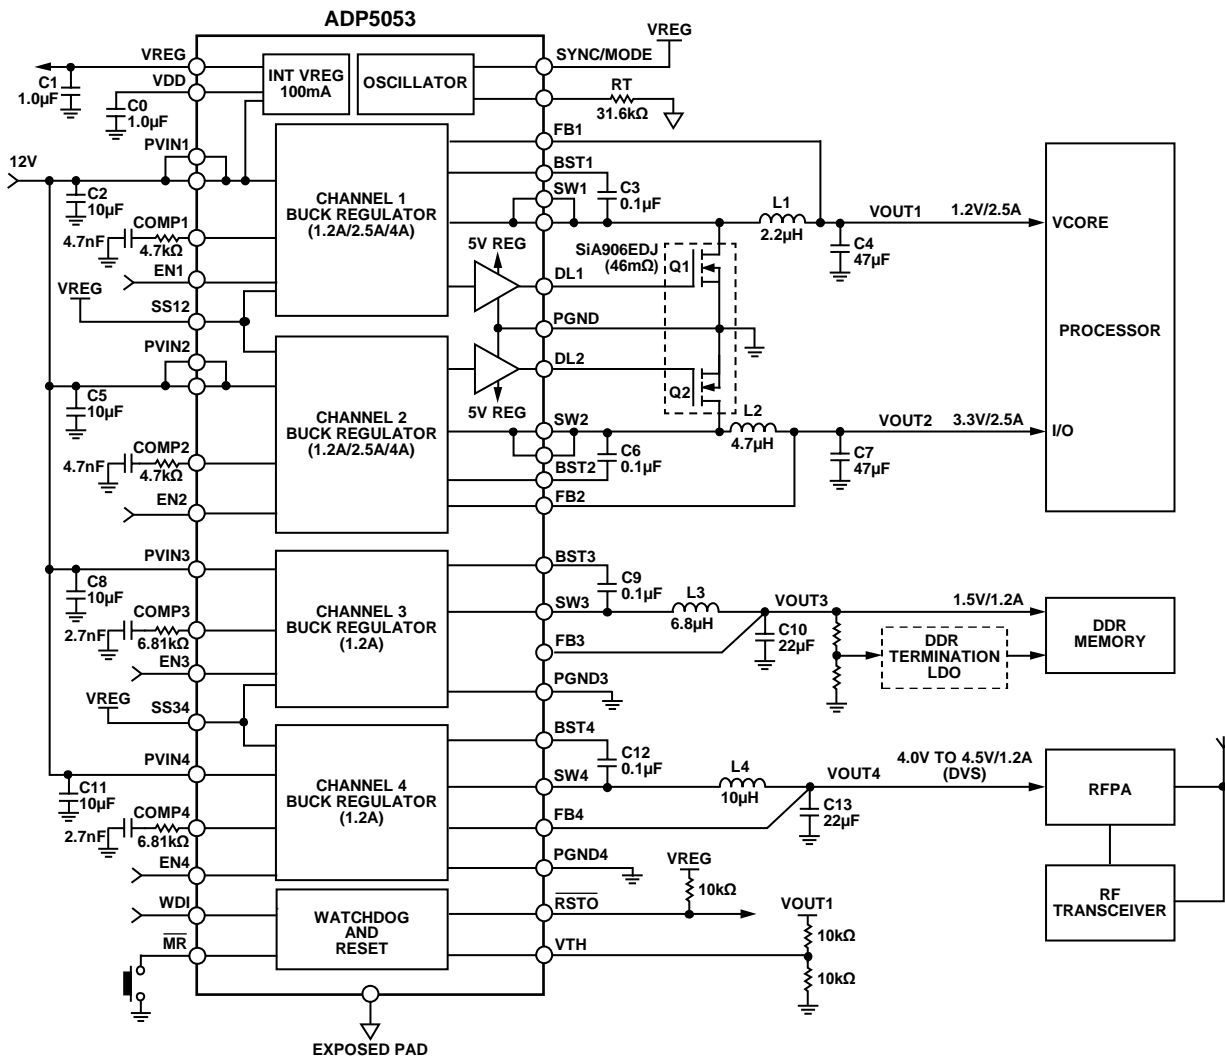 ADP5053
VREG
C1
1.0µF
VDD
C0
1.0µF
INT VREG
100mA
OSCILLATOR
SYNC/MODE
VREG
RT
31.6kΩ
PVIN1
12V
C2
10µF
COMP1
4.7nF
4.7kΩ
EN1
VREG
SS12
CHANNEL 1
BUCK REGULATOR
(1.2A/2.5A/4A)
FB1
BST1
SW1
C3
0.1µF
L1
2.2µH
VOUT1
1.2V/2.5A
C4
47µF
VCORE
PROCESSOR
I/O
5V REG
DL1
SiA906EDJ
(46mΩ)
Q1
PGND
DL2
Q2
5V REG
PVIN2
C5
10µF
COMP2
4.7nF
4.7kΩ
EN2
CHANNEL 2
BUCK REGULATOR
(1.2A/2.5A/4A)
SW2
BST2
C6
0.1µF
FB2
L2
4.7µH
VOUT2
3.3V/2.5A
C7
47µF
PVIN3
C8
10µF
COMP3
2.7nF
6.81kΩ
EN3
VREG
SS34
CHANNEL 3
BUCK REGULATOR
(1.2A)
BST3
C9
0.1µF
SW3
FB3
PGND3
L3
6.8µH
VOUT3
1.5V/1.2A
C10
22µF
DDR
TERMINATION
LDO
DDR
MEMORY
PVIN4
C11
10µF
COMP4
2.7nF
6.81kΩ
EN4
CHANNEL 4
BUCK REGULATOR
(1.2A)
BST4
C12
0.1µF
SW4
FB4
PGND4
L4
10µH
VOUT4
4.0V TO 4.5V/1.2A
(DVS)
C13
22µF
RFPA
RF
TRANSCEIVER
WDI
MR
WATCHDOG
AND
RESET
RSTO
VREG
10kΩ
VTH
VOUT1
10kΩ
10kΩ
EXPOSED PAD